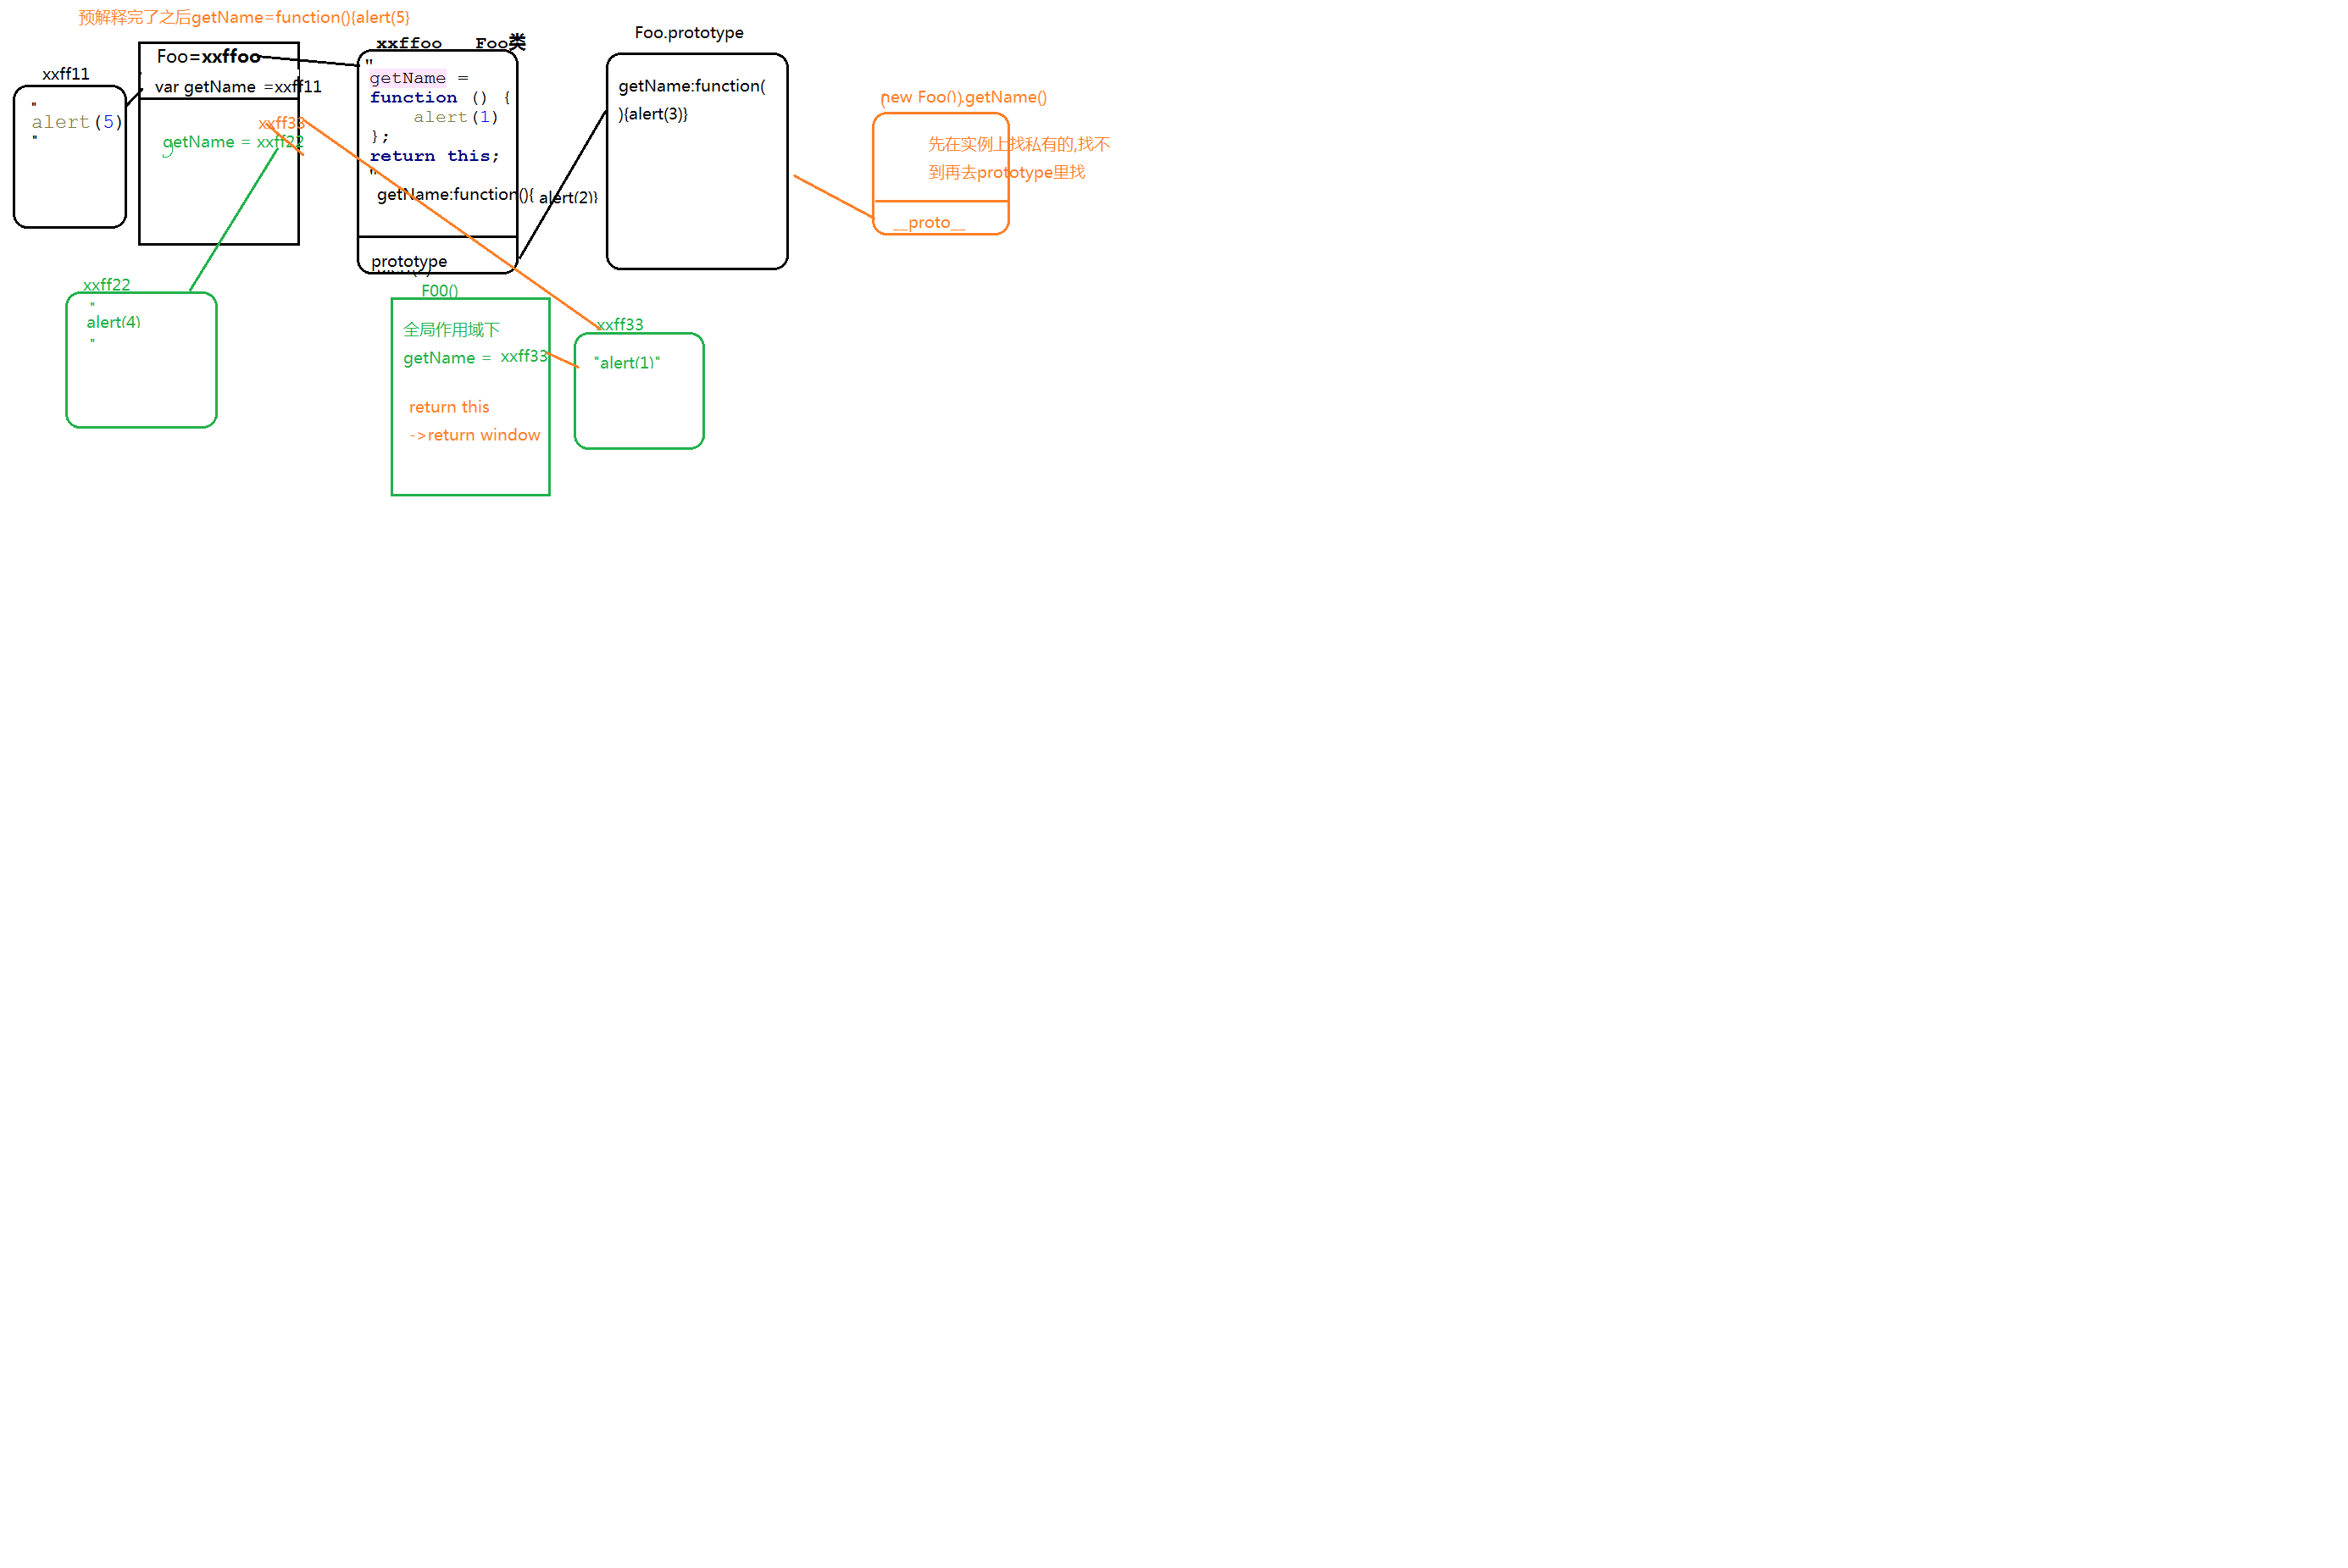 预解释完了之后getName=function(){alert(5}
xxff11
"
alert(5)
"
Foo=xxffoo
var getName =xxff11
xxff33
getName = xxff22
xxff22
"
alert(4)
"
xxffoo Foo类
"
getName =
function () {
alert(1)
};
return this;
"
getName:function(){ alert(2)}
prototype
F00()
全局作用域下
getName = xxff33
return this
->return window
xxff33
"alert(1)"
Foo.prototype
getName:function(
){alert(3)}
(new Foo()).getName()
先在实例上找私有的,找不
到再去prototype里找
__proto__